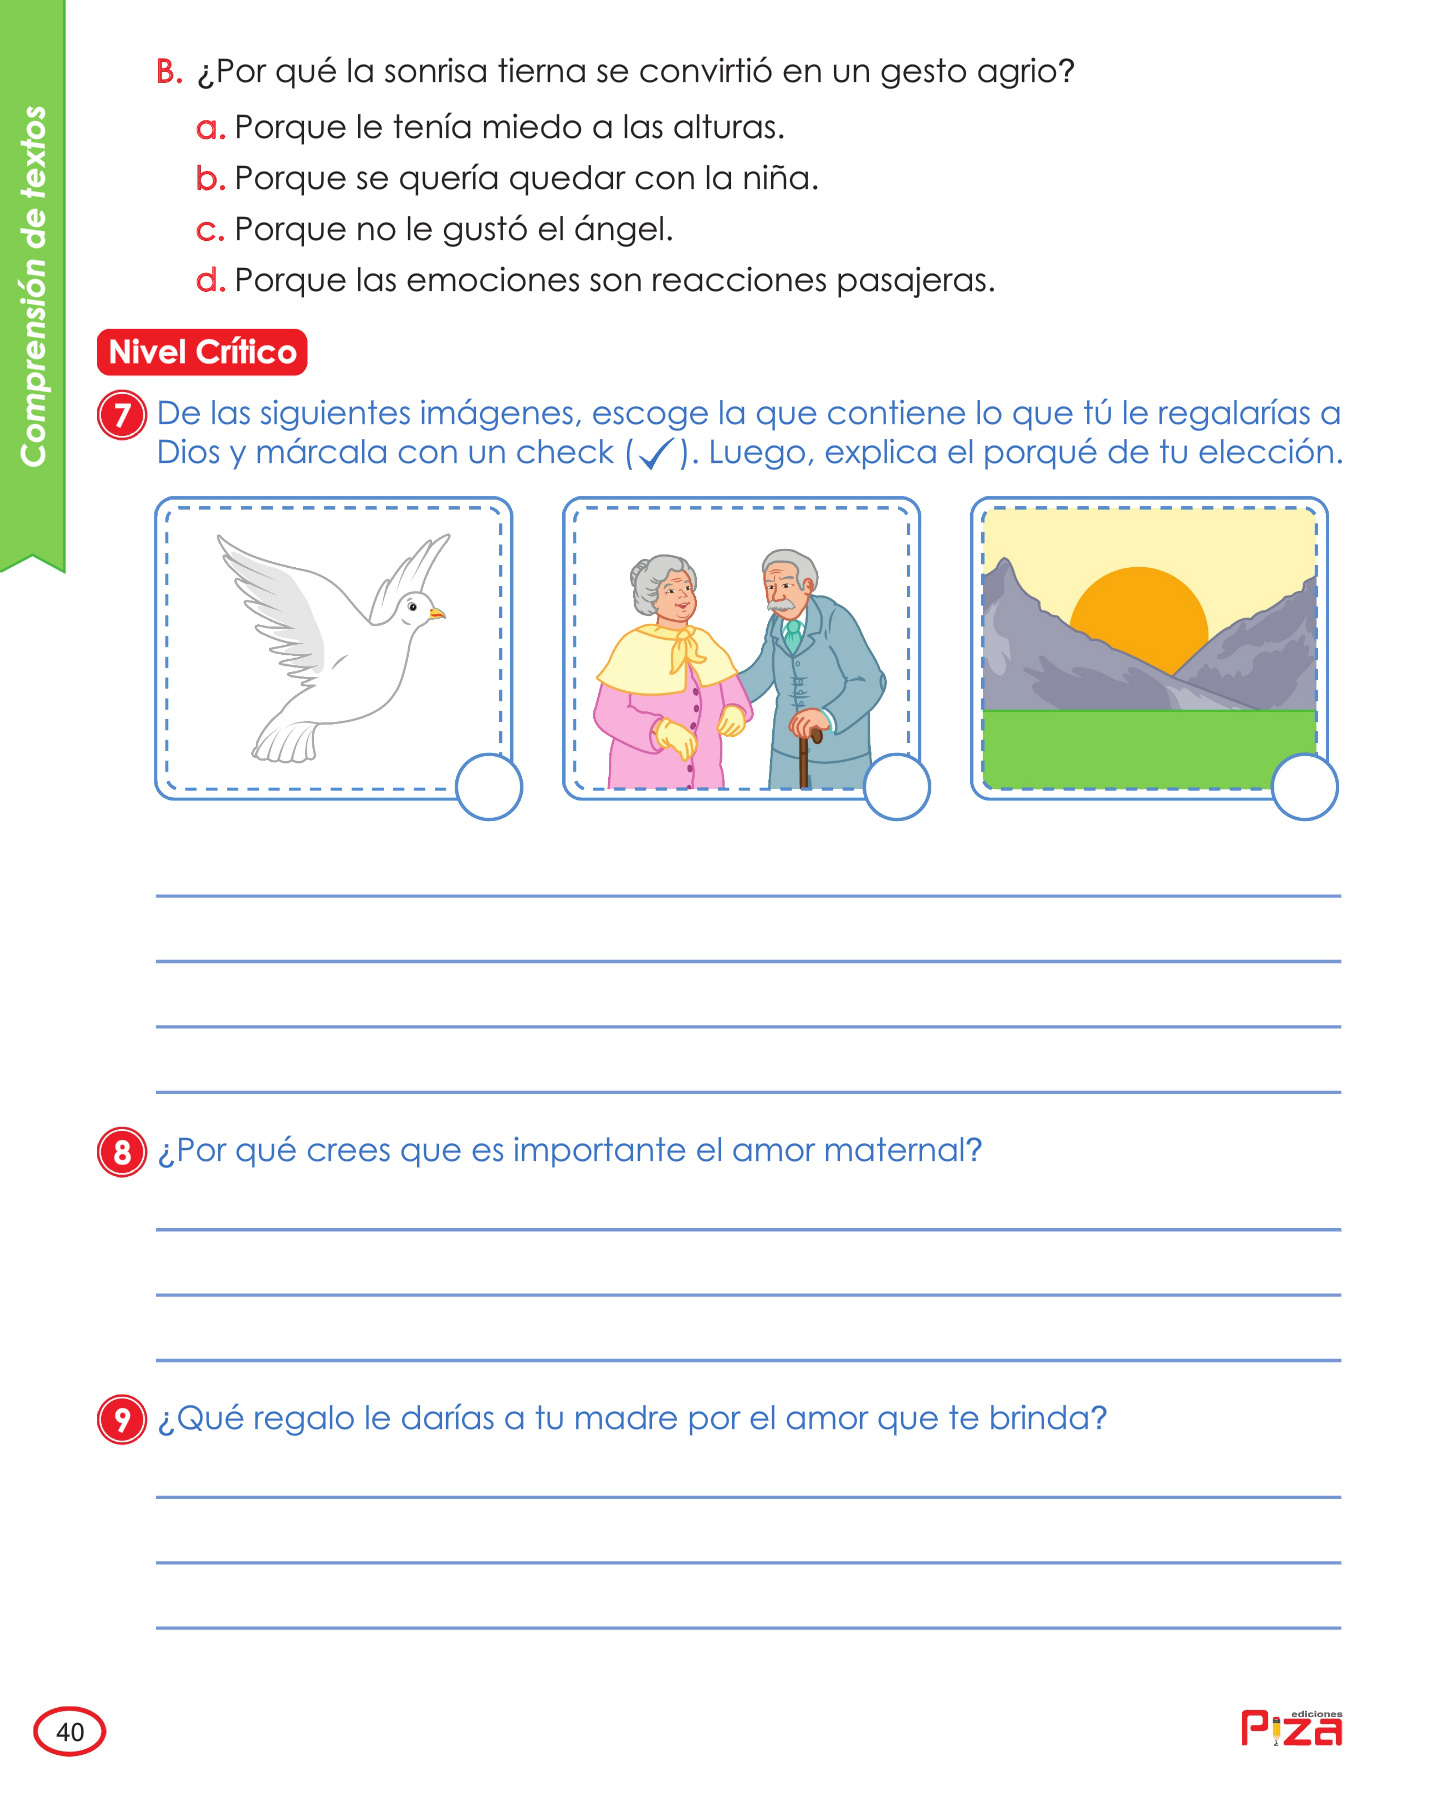 Comprensión de textos
B. ¿Por qué la sonrisa tierna se convirtió en un gesto agrio?
a. Porque le tenía miedo a las alturas.
b. Porque se quería quedar con la niña.
c. Porque no le gustó el ángel.
d. Porque las emociones son reacciones pasajeras.
Nivel Crítico
7 De las siguientes imágenes, escoge la que contiene lo que tú le regalarías a
Dios y márcala con un check (✓). Luego, explica el porqué de tu elección.
8 ¿Por qué crees que es importante el amor maternal?
9 ¿Qué regalo le darías a tu madre por el amor que te brinda?
40
ediciones
Piza